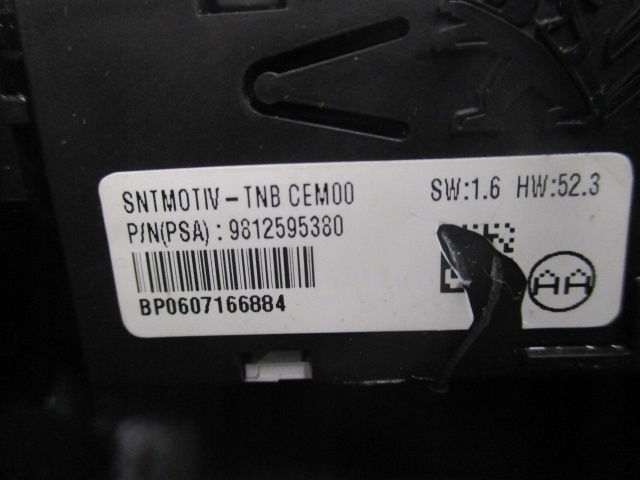 SNTMOTIV-TNB CEM00 SW:1.6 HW:52.3
P/N(PSA):9812595380
BP0607166884
AA